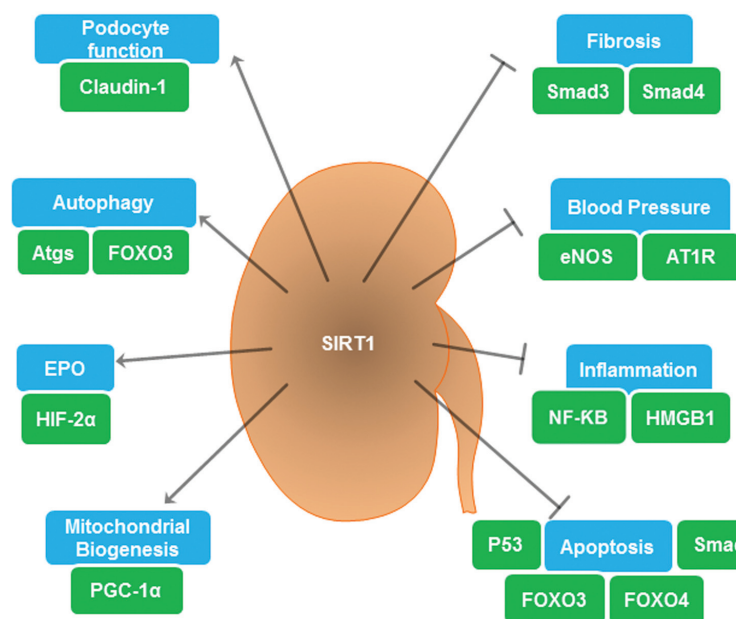 Podocyte
function
Claudin-1
Fibrosis
Smad3
Smad4
Autophagy
Atgs
FOXO3
Blood Pressure
eNOS
AT1R
SIRT1
EPO
HIF-2α
Inflammation
NF-KB
HMGB1
Mitochondrial
Biogenesis
PGC-1α
P53
Apoptosis
Smad
FOXO3
FOXO4